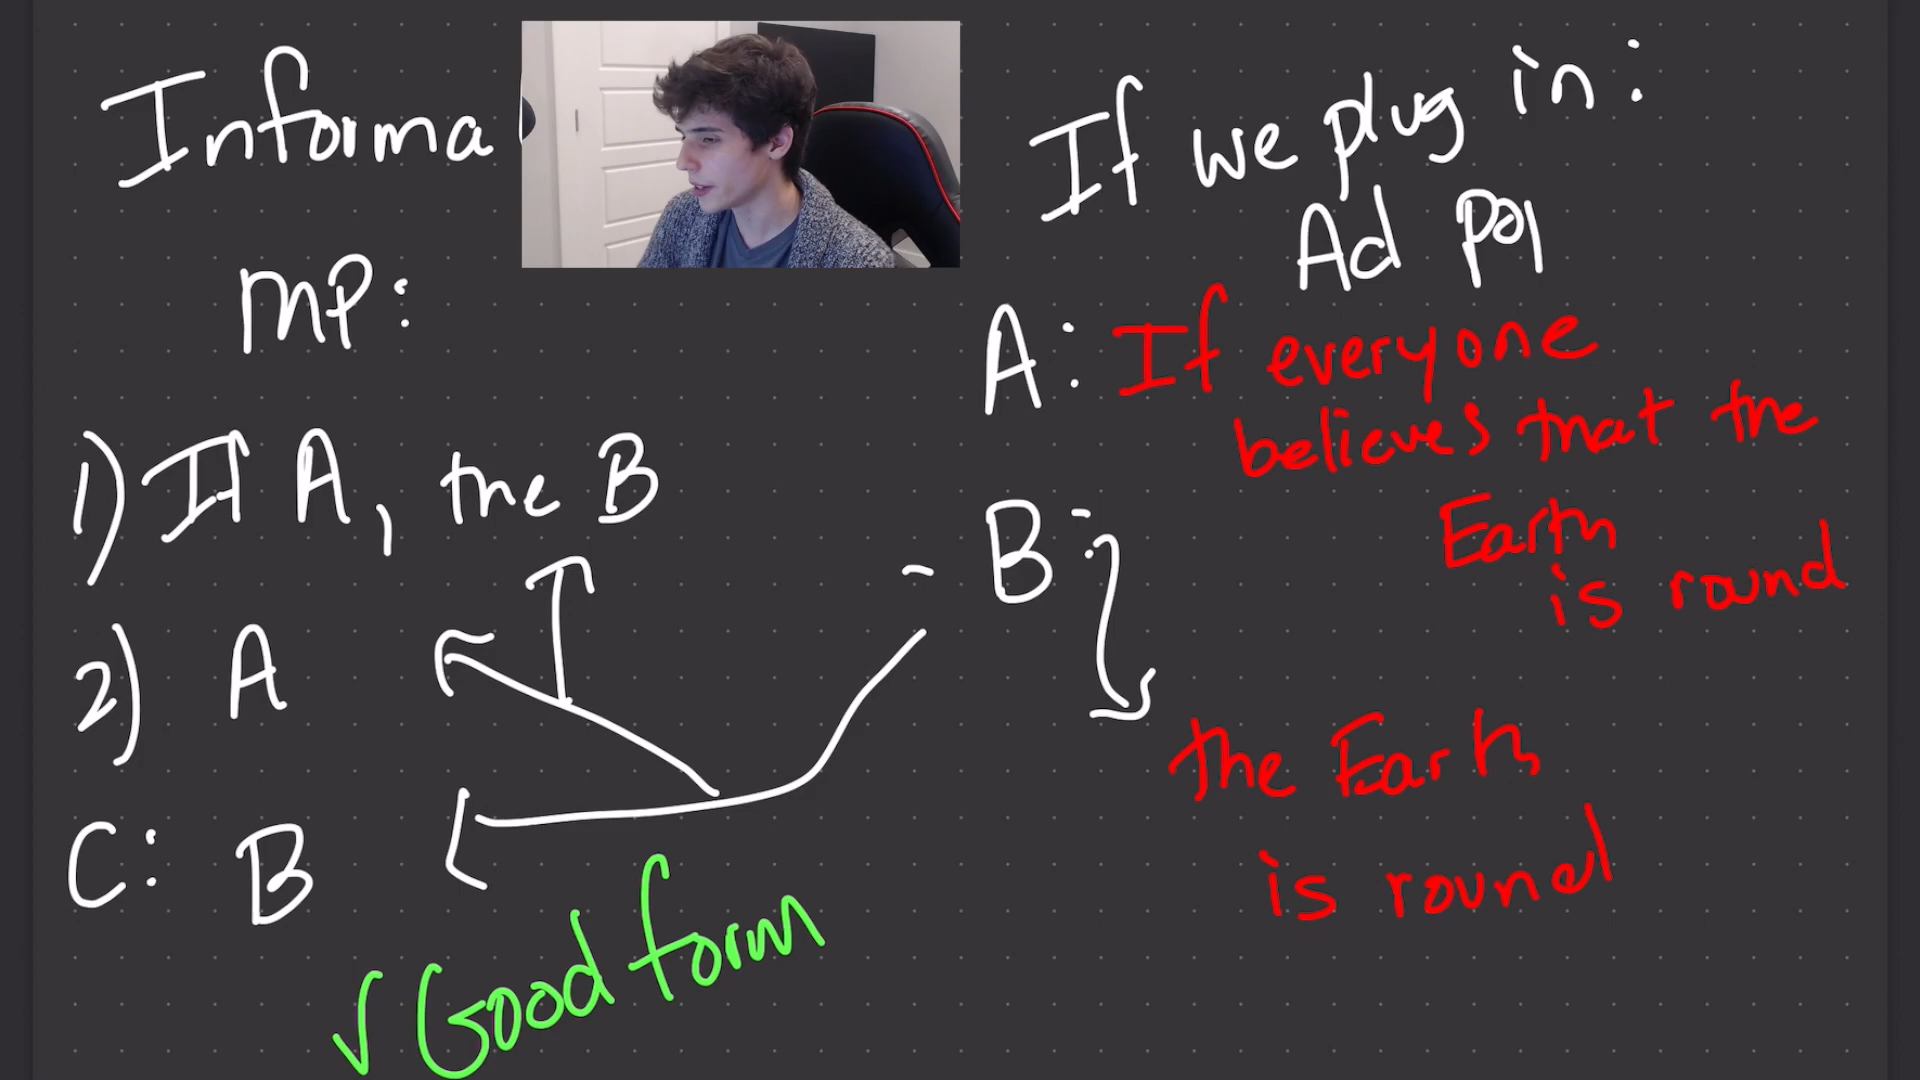 Informa
MP:
1) If A, the B
2) A
C: B
✓ Good form
If we plug in:
Ad pop
A: If everyone
believes that the
Earth
is round
B:
the Earth
is round